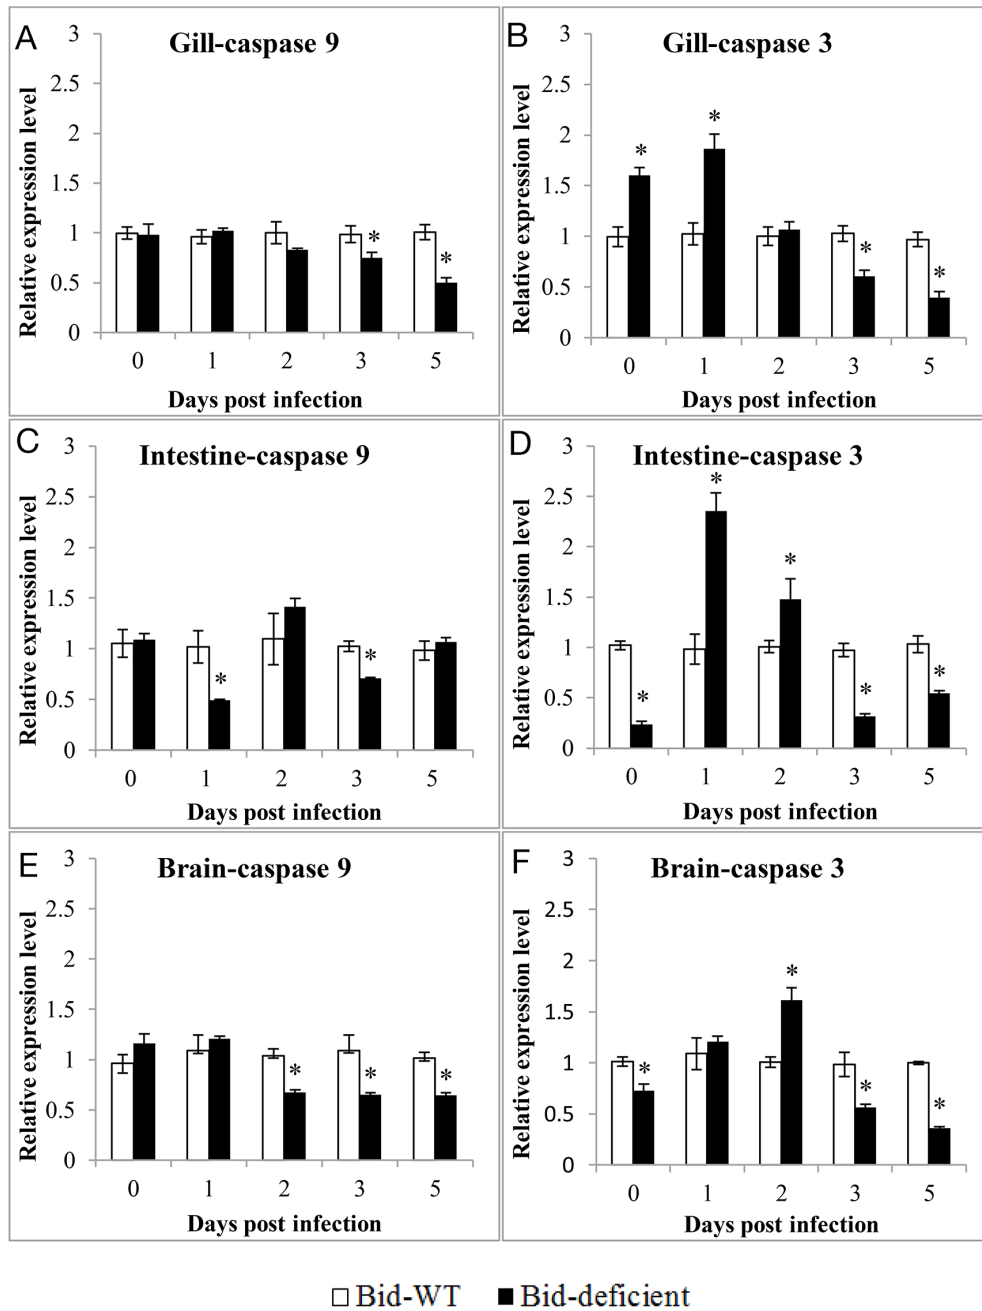 A
Gill-caspase 9
3
2.5
2
1.5
1
0.5
0
Relative expression level
* *
0 1 2 3 5
Days post infection
B
Gill-caspase 3
3
2.5
2
1.5
1
0.5
0
Relative expression level
* * * *
0 1 2 3 5
Days post infection
C
Intestine-caspase 9
3
2.5
2
1.5
1
0.5
0
Relative expression level
* *
0 1 2 3 5
Days post infection
D
Intestine-caspase 3
3
2.5
2
1.5
1
0.5
0
Relative expression level
* * * * *
0 1 2 3 5
Days post infection
E
Brain-caspase 9
3
2.5
2
1.5
1
0.5
0
Relative expression level
* * *
0 1 2 3 5
Days post infection
F
Brain-caspase 3
3
2.5
2
1.5
1
0.5
0
Relative expression level
* * * *
0 1 2 3 5
Days post infection
Bid-WT Bid-deficient